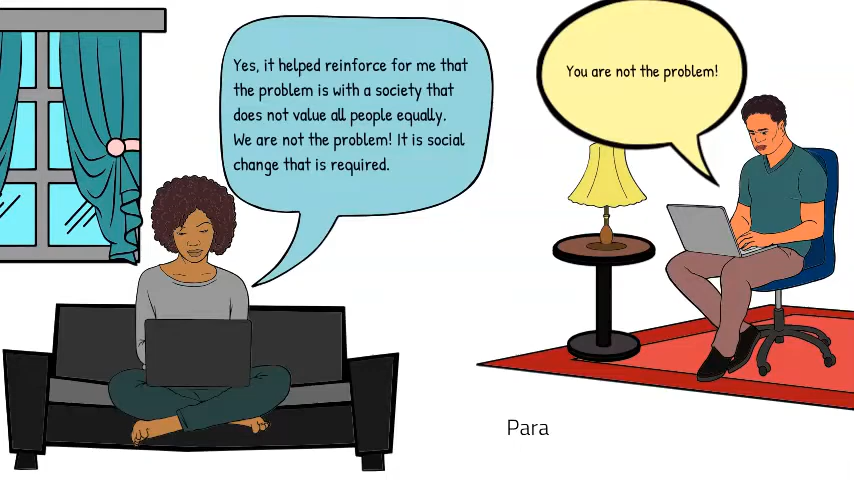 Yes, it helped reinforce for me that
the problem is with a society that
does not value all people equally.
We are not the problem! It is social
change that is required.
You are not the problem!
Para